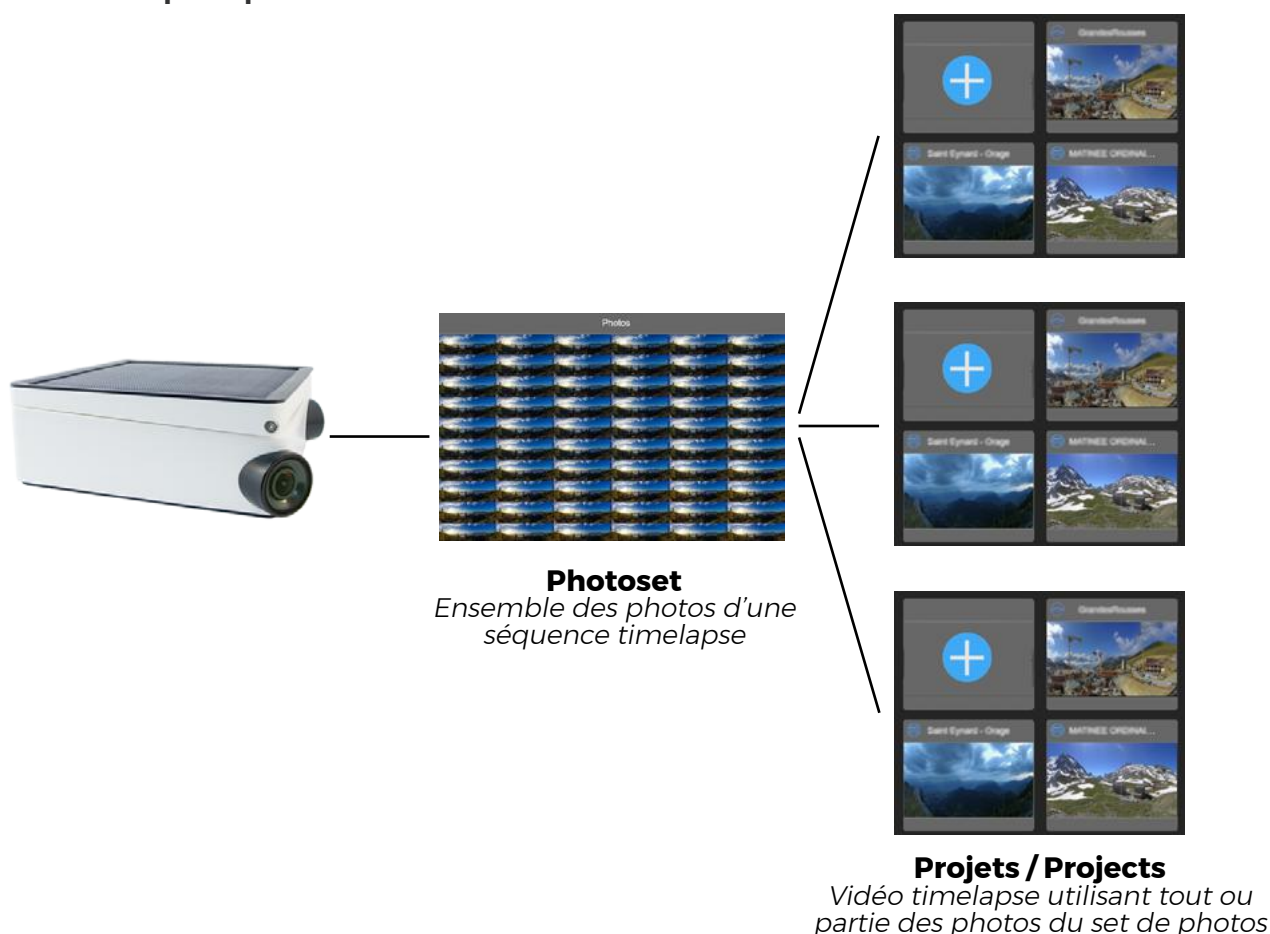 GrandesRousses
Saint Eynard - Orage
MATINEE ORDINAI...
Photos
GrandesRousses
Saint Eynard - Orage
MATINEE ORDINAI...
Photoset
Ensemble des photos d'une
séquence timelapse
GrandesRousses
Saint Eynard - Orage
MATINEE ORDINAI...
Projets / Projects
Vidéo timelapse utilisant tout ou
partie des photos du set de photos